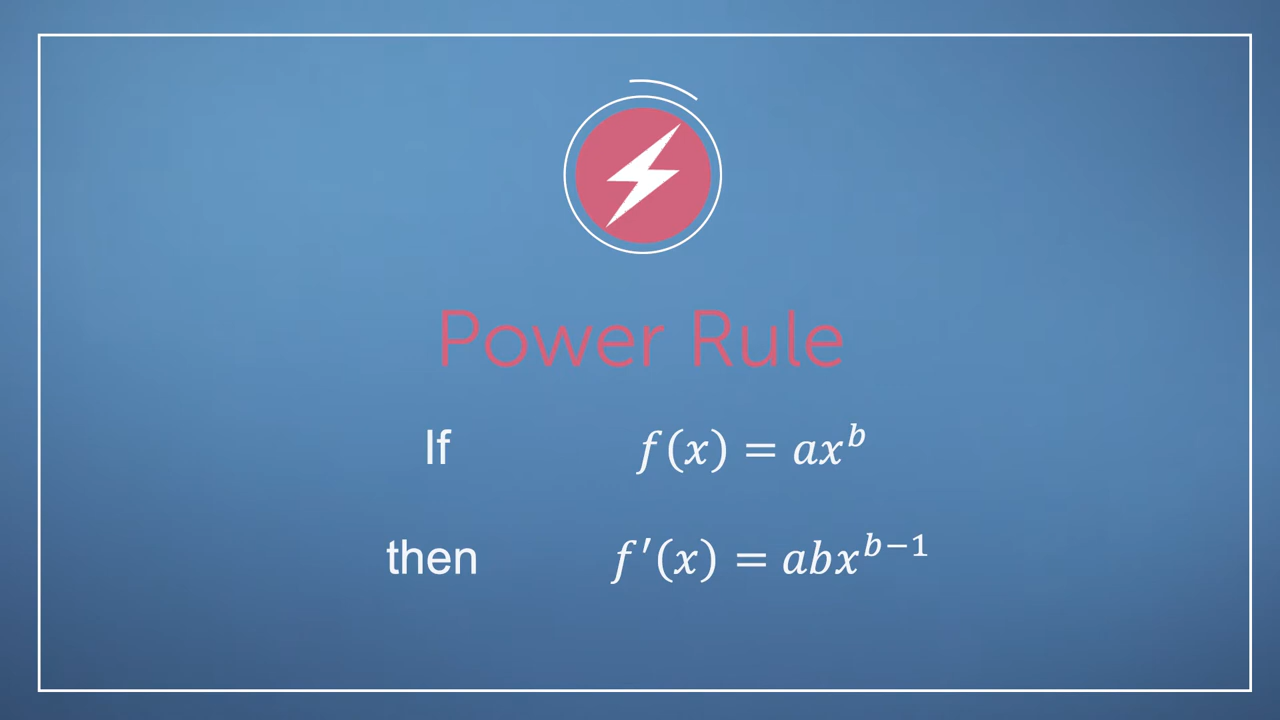 Power Rule
If f(x) = ax^b
then f′(x) = abx^{b−1}